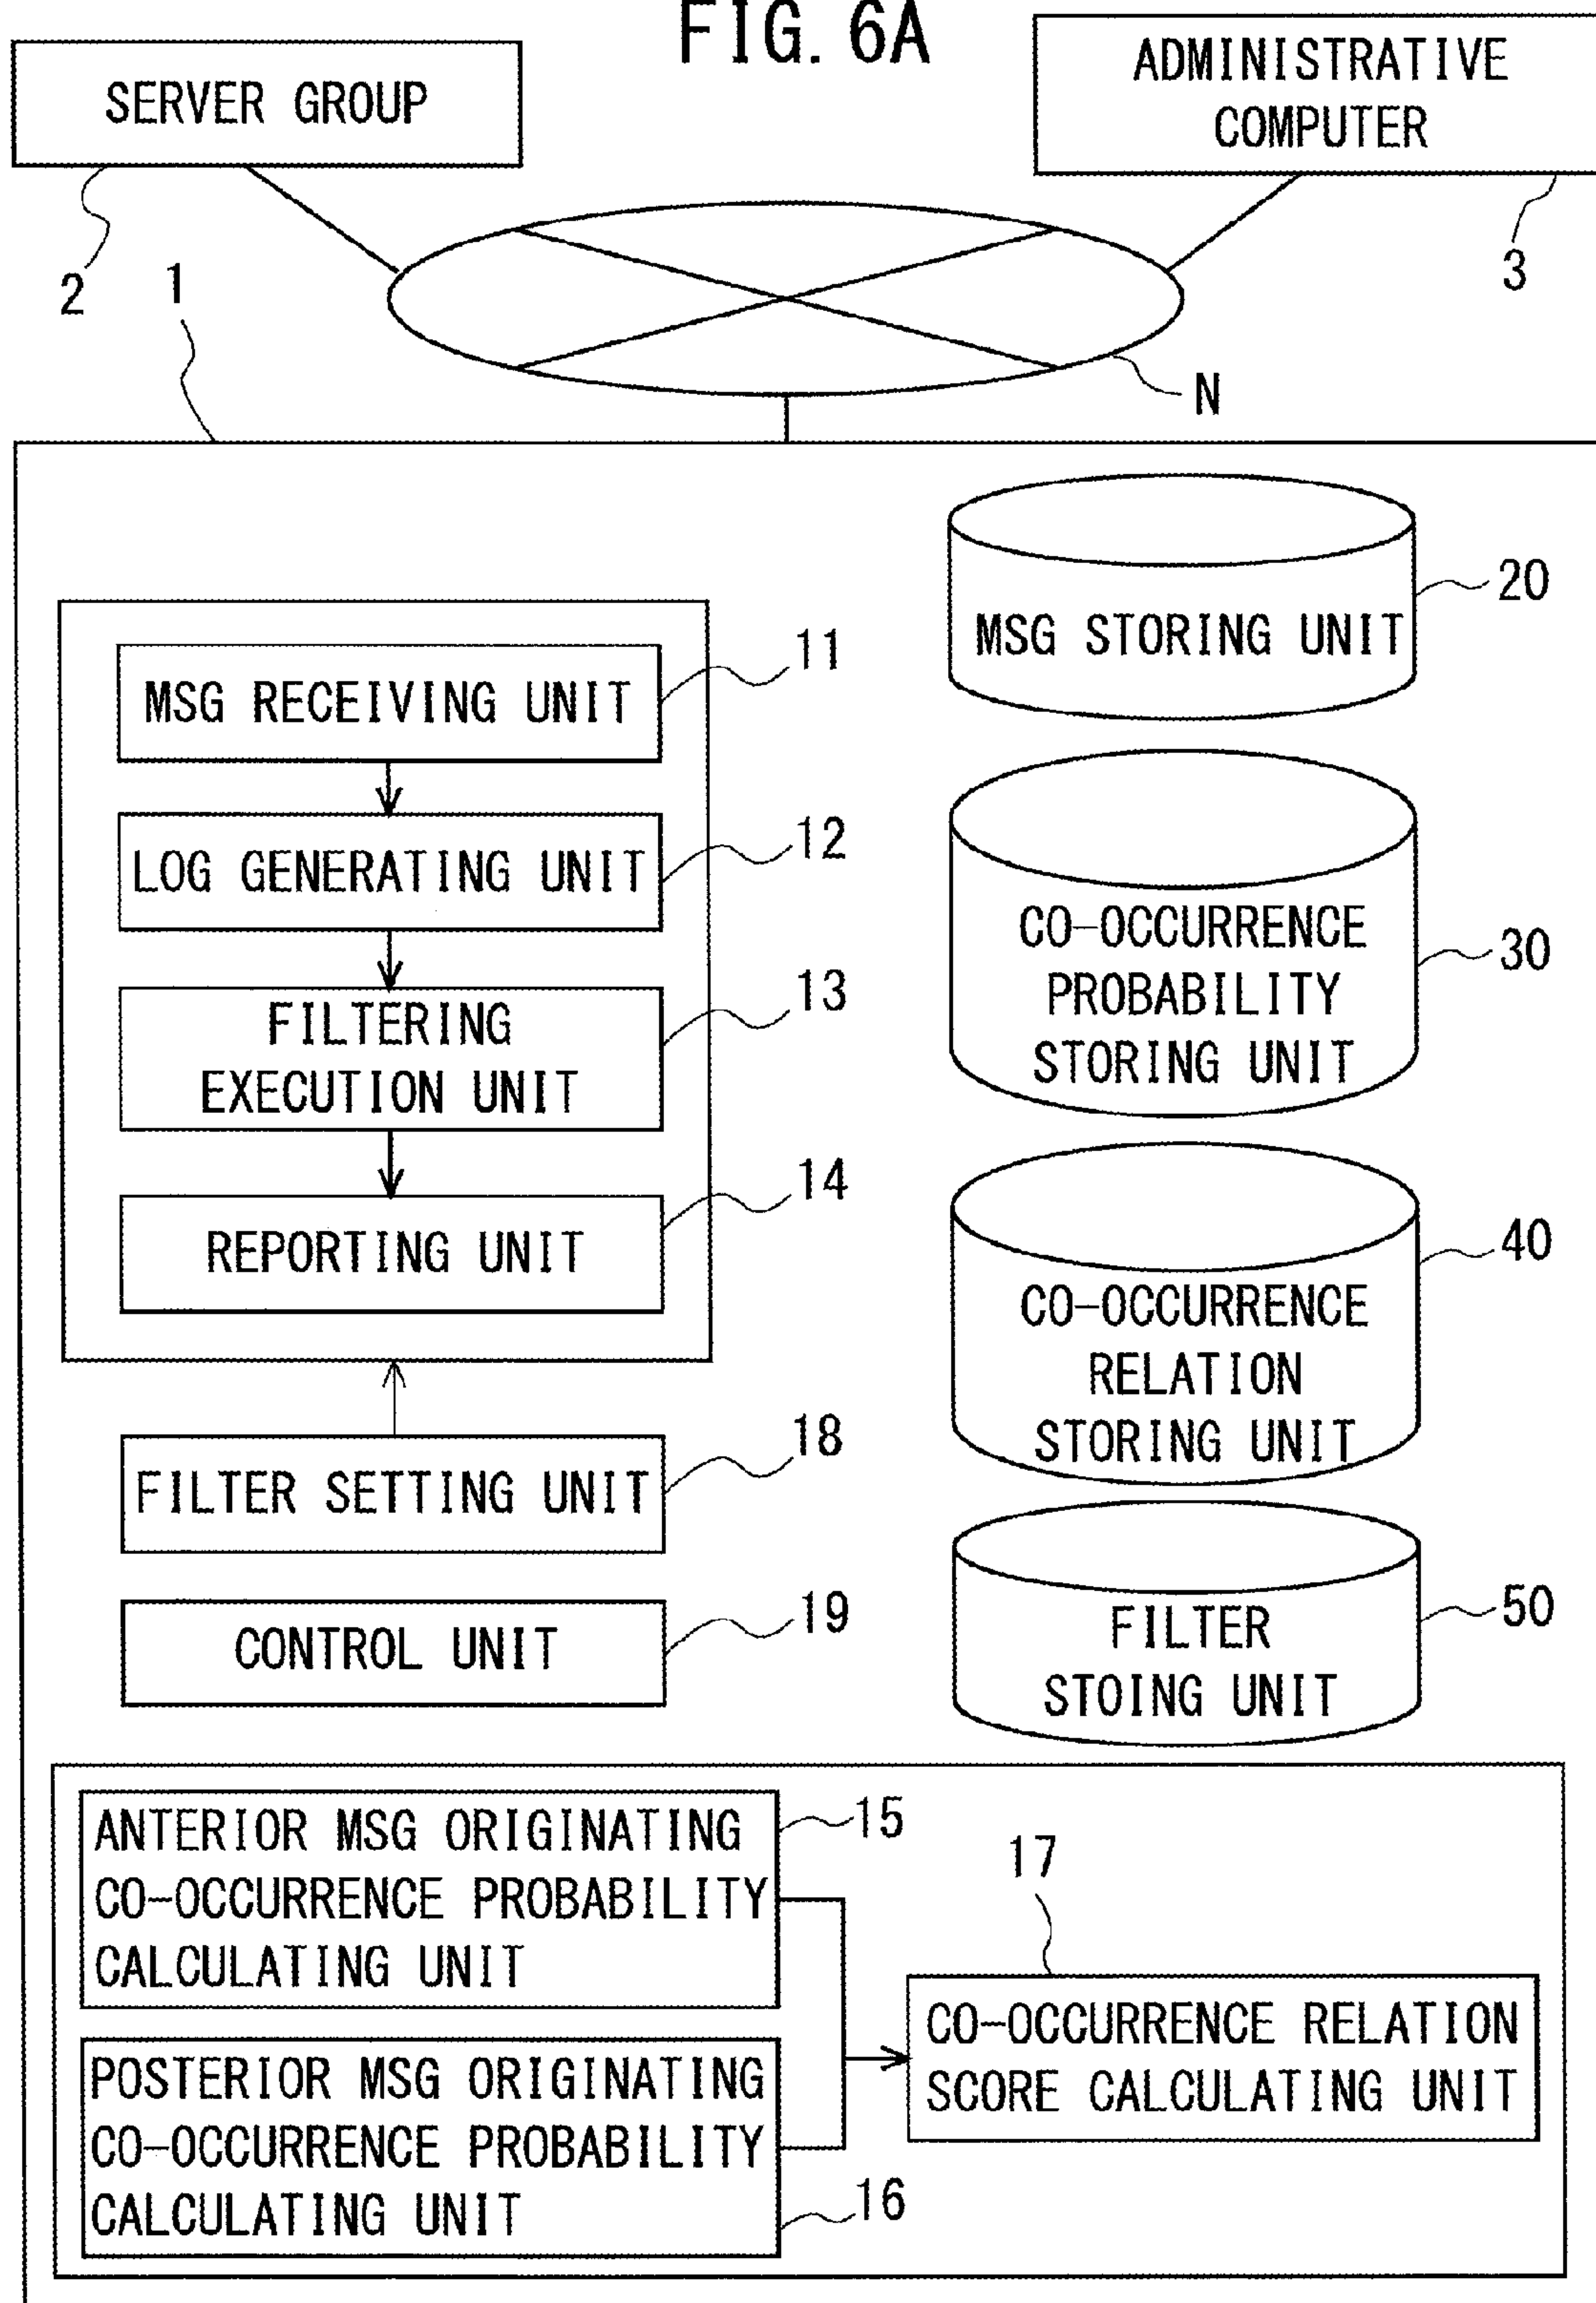 FIG. 6A
SERVER GROUP
ADMINISTRATIVE
COMPUTER
2
1
3
N
MSG RECEIVING UNIT
11
LOG GENERATING UNIT
12
FILTERING
EXECUTION UNIT
13
REPORTING UNIT
14
FILTER SETTING UNIT
18
CONTROL UNIT
19
MSG STORING UNIT
20
CO-OCCURRENCE
PROBABILITY
STORING UNIT
30
CO-OCCURRENCE
RELATION
STORING UNIT
40
FILTER
STOING UNIT
50
ANTERIOR MSG ORIGINATING
CO-OCCURRENCE PROBABILITY
CALCULATING UNIT
15
POSTERIOR MSG ORIGINATING
CO-OCCURRENCE PROBABILITY
CALCULATING UNIT
16
17
CO-OCCURRENCE RELATION
SCORE CALCULATING UNIT